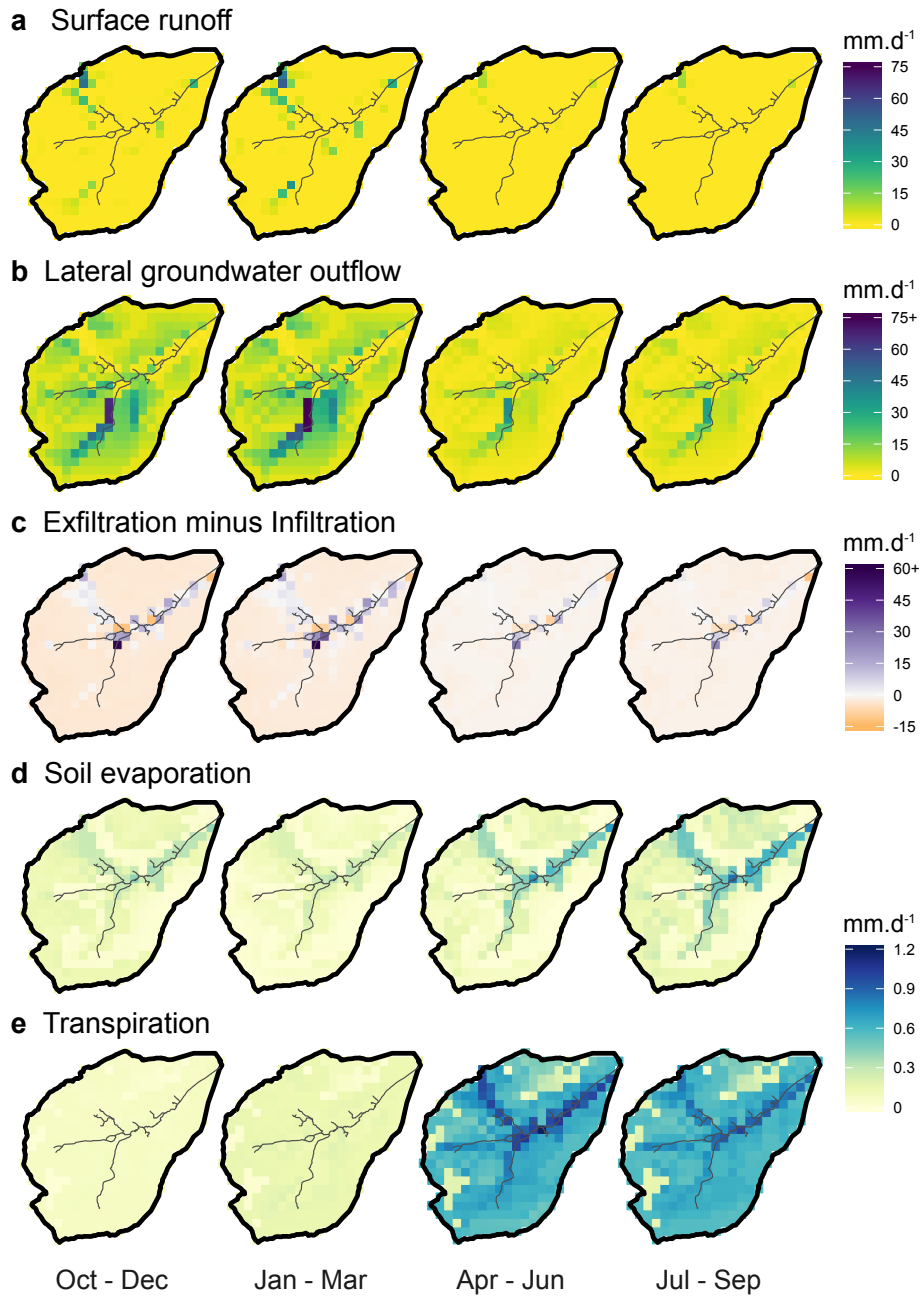 a Surface runoff
mm.d⁻¹
75
60
45
30
15
0
b Lateral groundwater outflow
mm.d⁻¹
75+
60
45
30
15
0
c Exfiltration minus Infiltration
mm.d⁻¹
60+
45
30
15
0
-15
d Soil evaporation
mm.d⁻¹
1.2
0.9
0.6
0.3
0
e Transpiration
Oct - Dec Jan - Mar Apr - Jun Jul - Sep